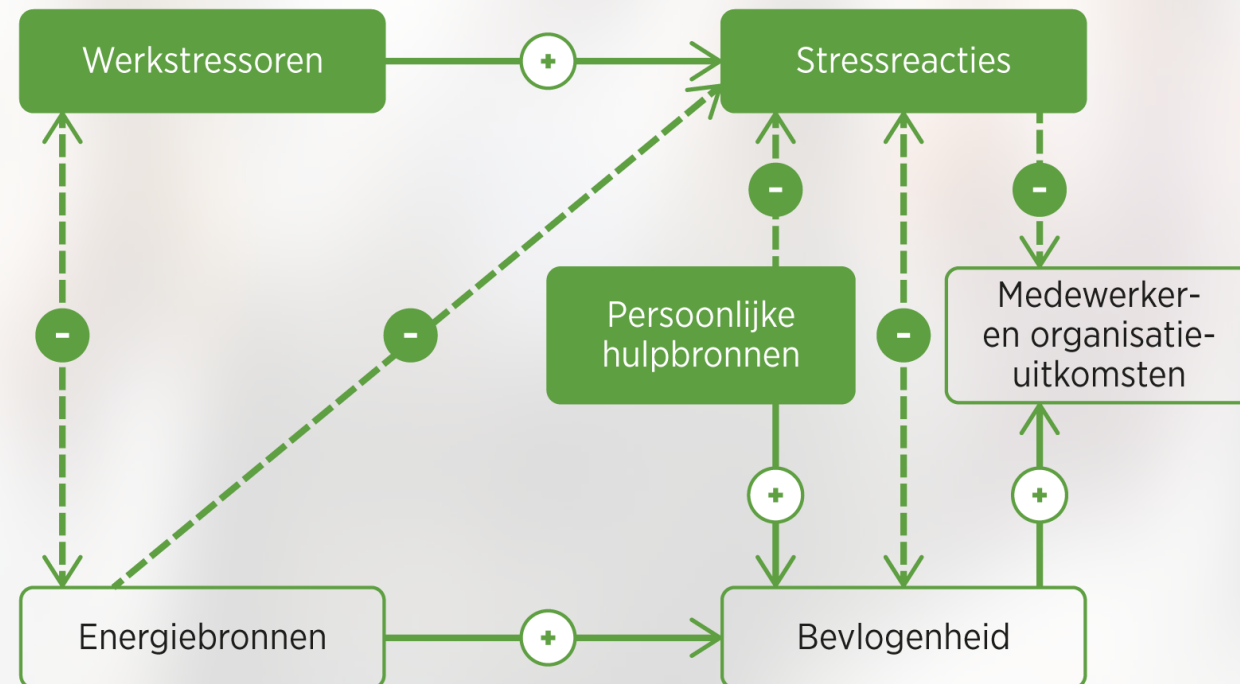 Werkstressoren
+
Stressreacties
-
-
Persoonlijke
hulpbronnen
Medewerker-
en organisatie-
uitkomsten
-
-
-
+
+
Energiebronnen
+
Bevlogenheid